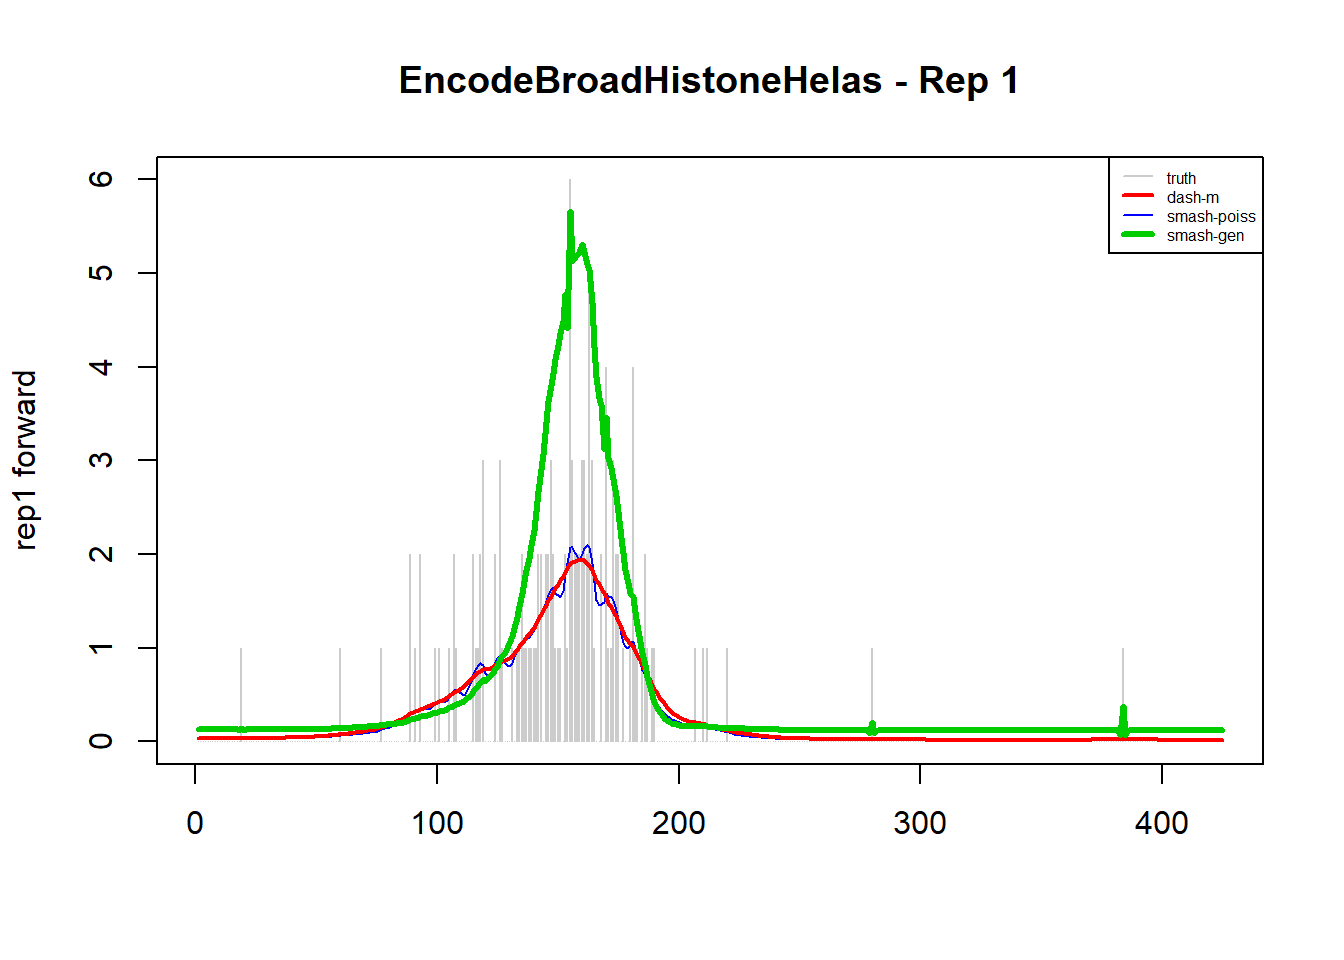 EncodeBroadHistoneHelas - Rep 1
truth
dash-m
smash-poiss
smash-gen
rep1 forward
6
5
4
3
2
1
0
0 100 200 300 400